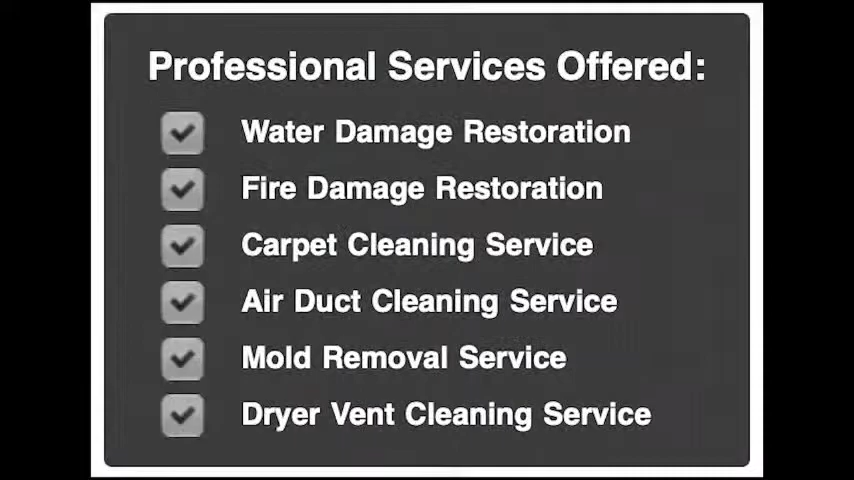 Professional Services Offered:
Water Damage Restoration
Fire Damage Restoration
Carpet Cleaning Service
Air Duct Cleaning Service
Mold Removal Service
Dryer Vent Cleaning Service